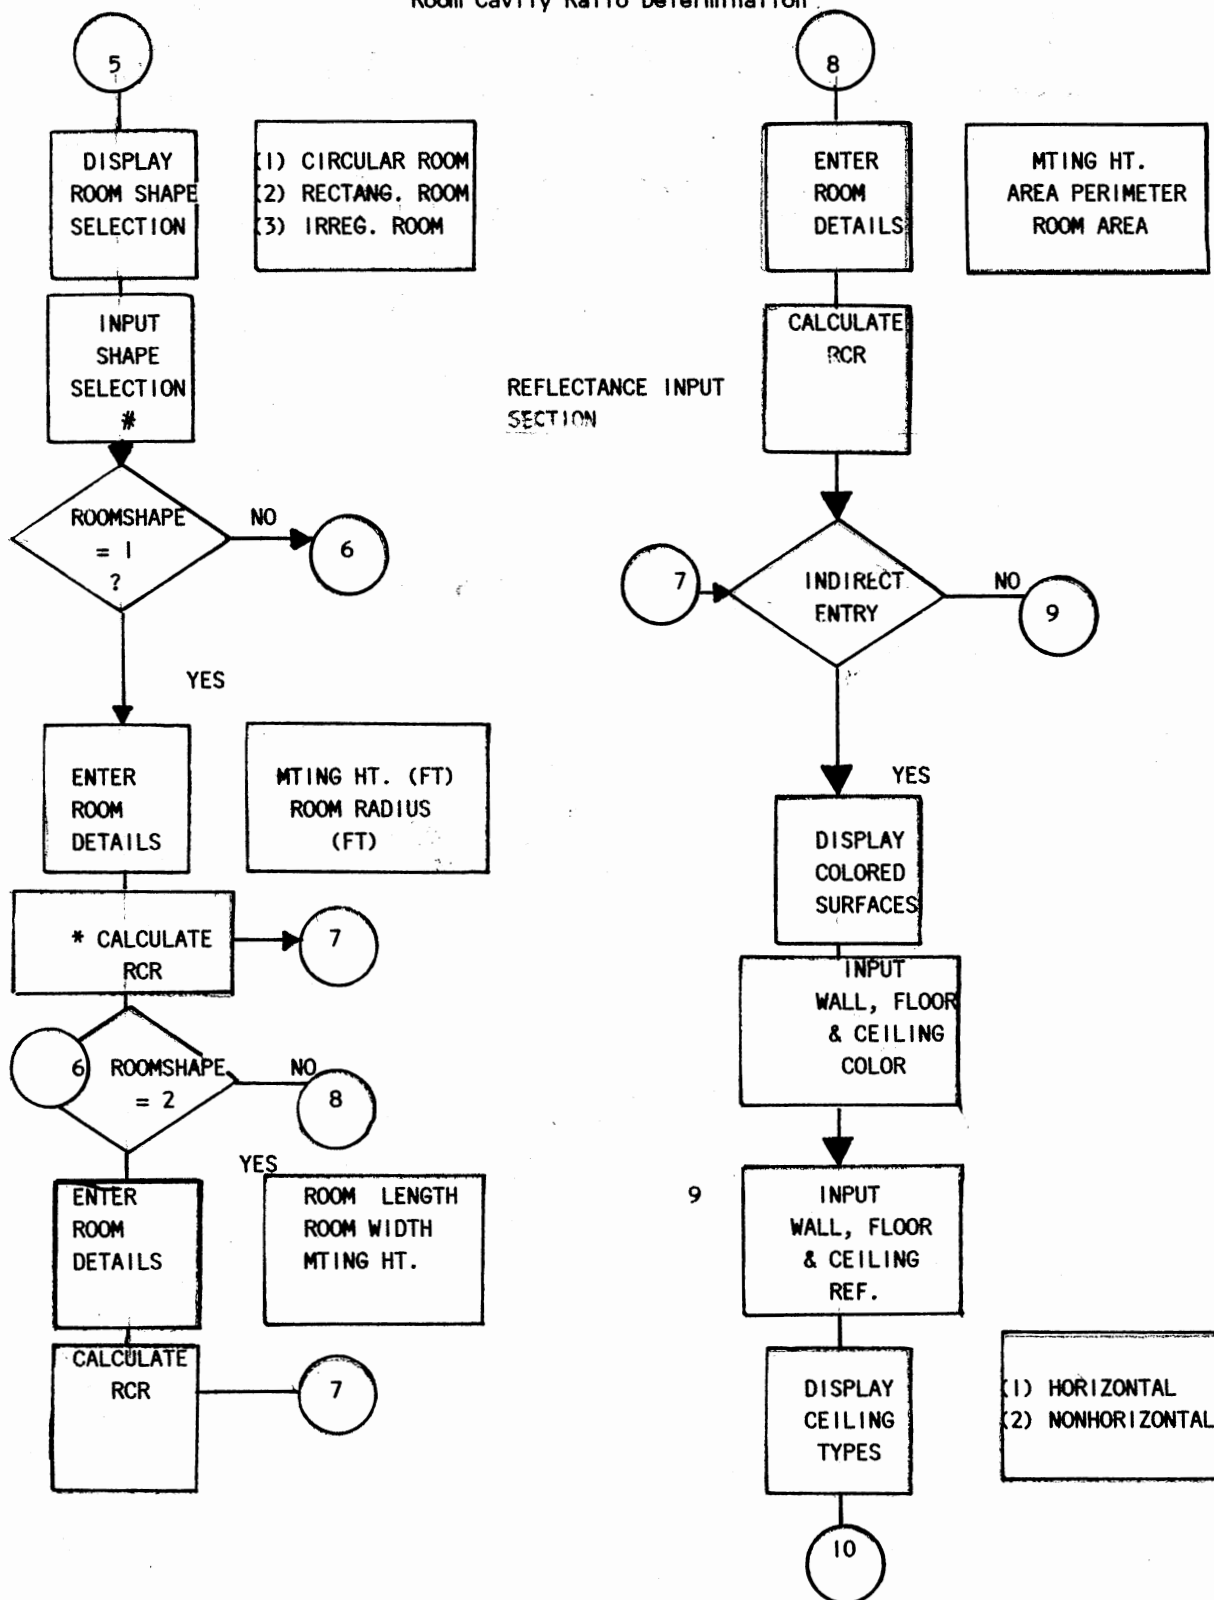 Room Cavity Ratio Determination
5
DISPLAY
ROOM SHAPE
SELECTION
(1) CIRCULAR ROOM
(2) RECTANG. ROOM
(3) IRREG. ROOM
INPUT
SHAPE
SELECTION
#
ROOMSHAPE
= 1
?
NO
6
YES
ENTER
ROOM
DETAILS
MTING HT. (FT)
ROOM RADIUS
(FT)
* CALCULATE
RCR
7
6
ROOMSHAPE
= 2
NO
8
YES
ENTER
ROOM
DETAILS
ROOM LENGTH
ROOM WIDTH
MTING HT.
CALCULATE
RCR
7
8
ENTER
ROOM
DETAILS
MTING HT.
AREA PERIMETER
ROOM AREA
CALCULATE
RCR
REFLECTANCE INPUT
SECTION
7
INDIRECT
ENTRY
NO
9
YES
DISPLAY
COLORED
SURFACES
INPUT
WALL, FLOOR
& CEILING
COLOR
9
INPUT
WALL, FLOOR
& CEILING
REF.
DISPLAY
CEILING
TYPES
(1) HORIZONTAL
(2) NONHORIZONTAL
10